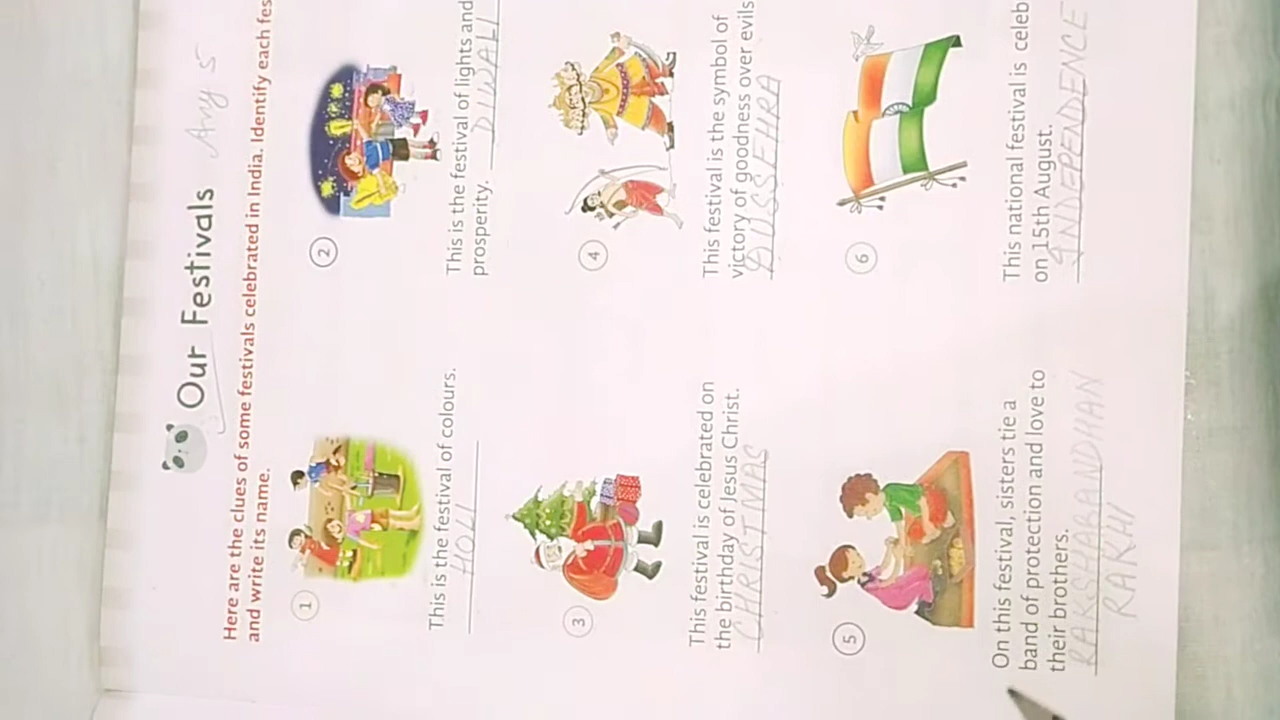 Our Festivals
Here are the clues of some festivals celebrated in India. Identify each fes
and write its name.
1
This is the festival of colours.
HOLI
2
This is the festival of lights and
prosperity. DIWALI
3
This festival is celebrated on
the birthday of Jesus Christ.
CHRISTMAS
4
This festival is the symbol of
victory of goodness over evils
DUSSEHRA
5
On this festival, sisters tie a
band of protection and love to
their brothers.
RAKSHABANDHAN
RAKHI
6
This national festival is celeb
on 15th August.
INDEPENDENCE